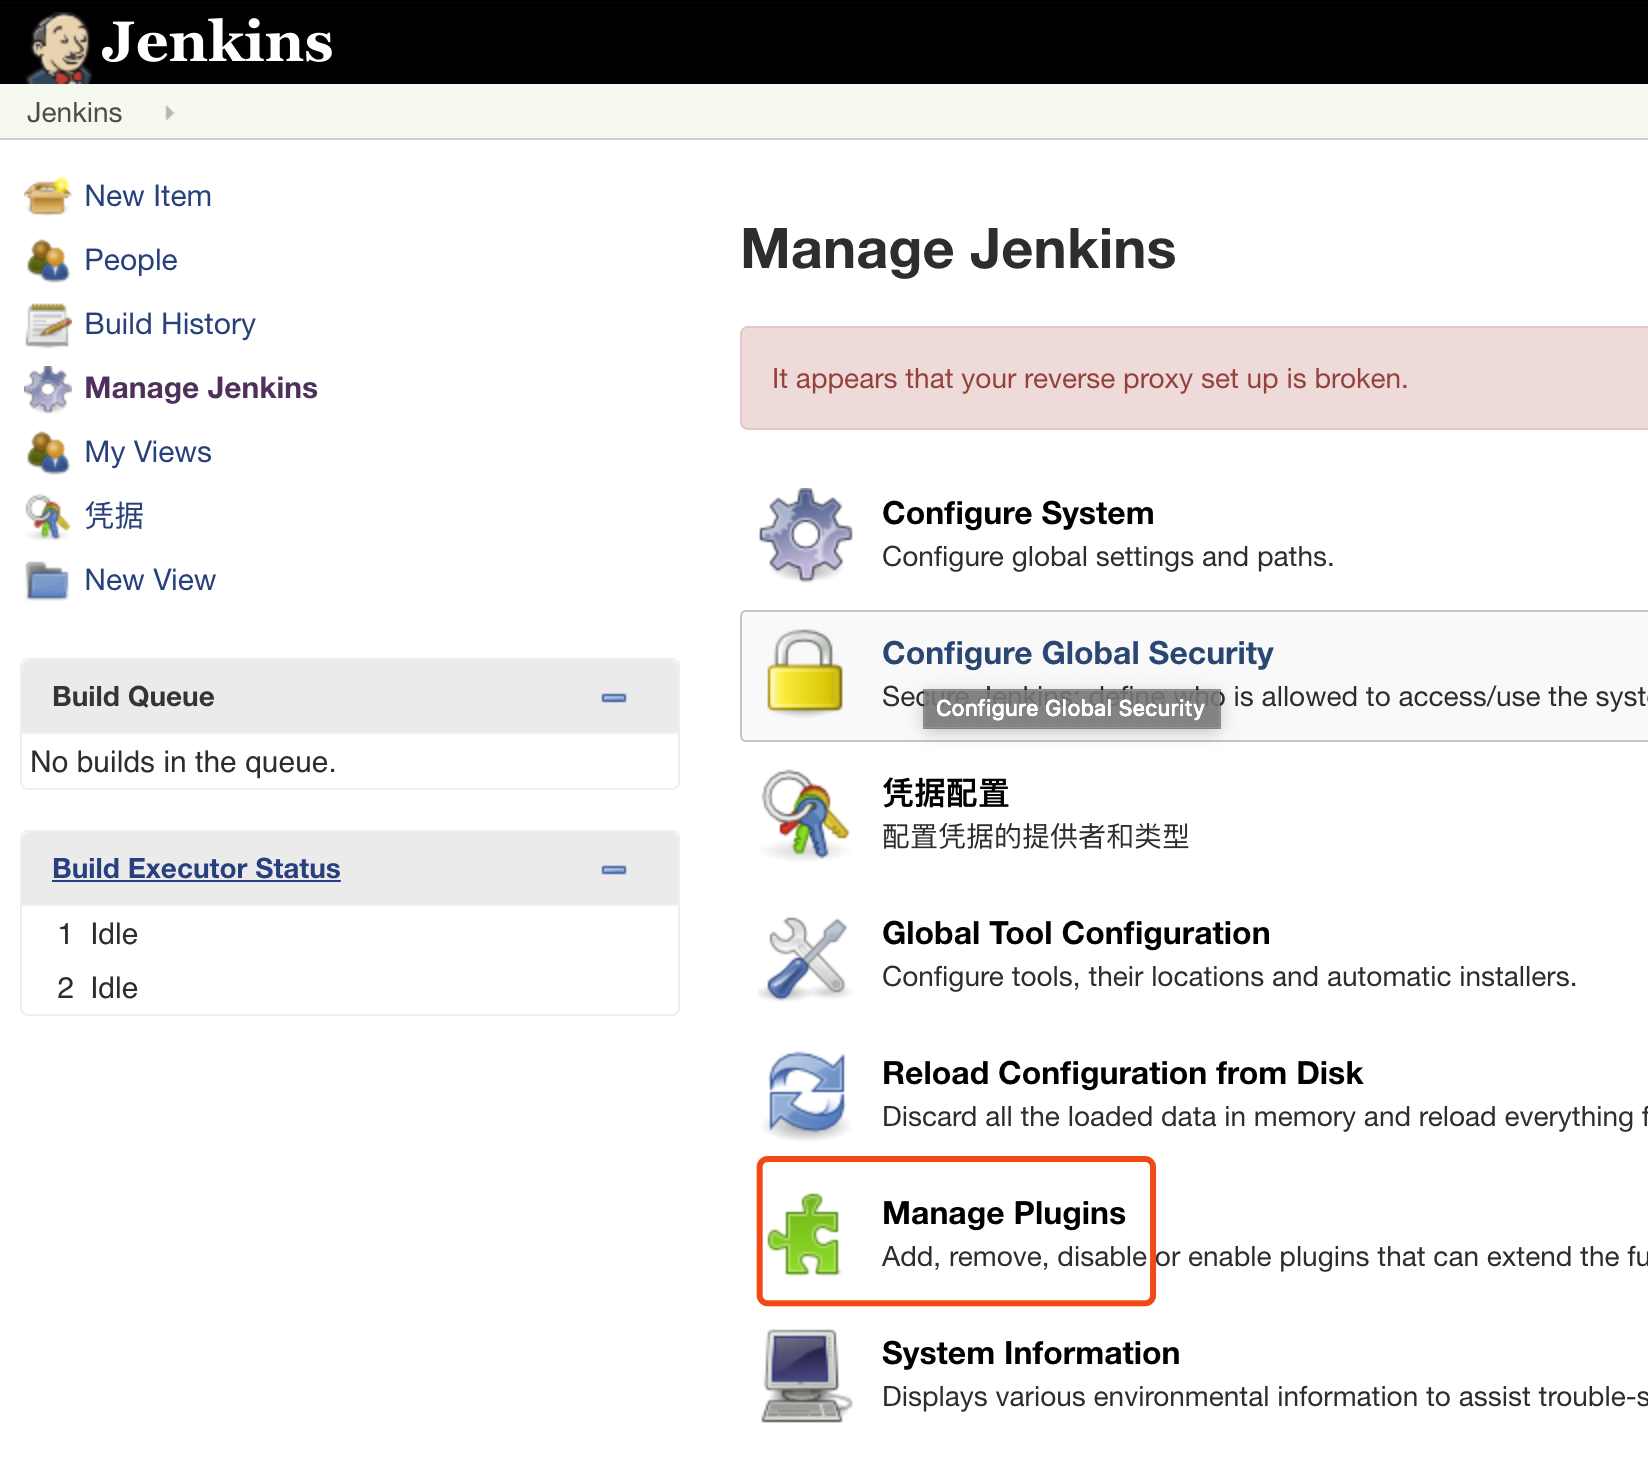 Jenkins
Jenkins
New Item
People
Build History
Manage Jenkins
My Views
凭据
New View
Build Queue
No builds in the queue.
Build Executor Status
1 Idle
2 Idle
Manage Jenkins
It appears that your reverse proxy set up is broken.
Configure System
Configure global settings and paths.
Configure Global Security
Secure Jenkins; define who is allowed to access/use the syst
Configure Global Security
凭据配置
配置凭据的提供者和类型
Global Tool Configuration
Configure tools, their locations and automatic installers.
Reload Configuration from Disk
Discard all the loaded data in memory and reload everything f
Manage Plugins
Add, remove, disable or enable plugins that can extend the fu
System Information
Displays various environmental information to assist trouble-s